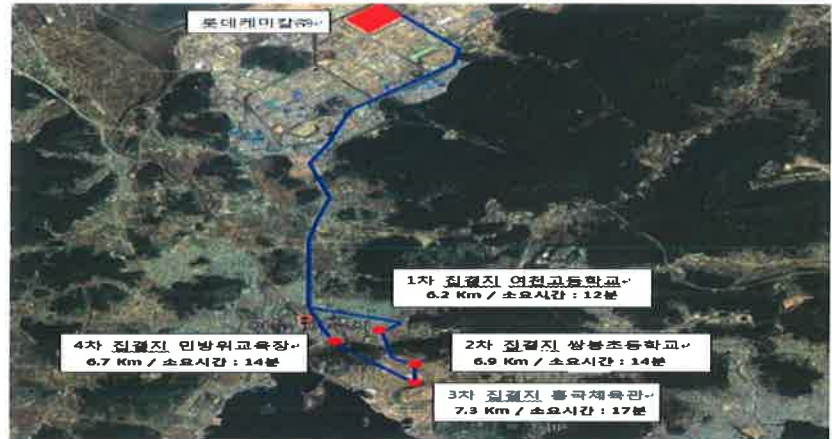 롯데케미칼㈜
1차 집결지 여천고등학교
6.2 Km / 소요시간 : 12분
4차 집결지 민방위교육장
6.7 Km / 소요시간 : 14분
2차 집결지 쌍봉초등학교
6.9 Km / 소요시간 : 14분
3차 집결지 흥국체육관
7.3 Km / 소요시간 : 17분